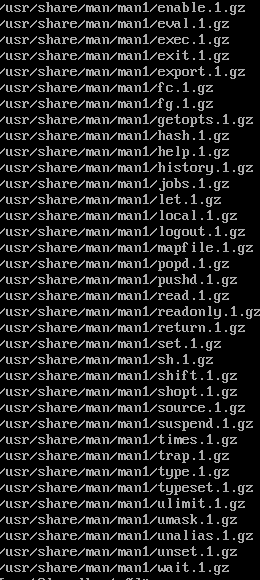 /usr/share/man/man1/enable.1.gz
/usr/share/man/man1/eval.1.gz
/usr/share/man/man1/exec.1.gz
/usr/share/man/man1/exit.1.gz
/usr/share/man/man1/export.1.gz
/usr/share/man/man1/fc.1.gz
/usr/share/man/man1/fg.1.gz
/usr/share/man/man1/getopts.1.gz
/usr/share/man/man1/hash.1.gz
/usr/share/man/man1/help.1.gz
/usr/share/man/man1/history.1.gz
/usr/share/man/man1/jobs.1.gz
/usr/share/man/man1/let.1.gz
/usr/share/man/man1/local.1.gz
/usr/share/man/man1/logout.1.gz
/usr/share/man/man1/mapfile.1.gz
/usr/share/man/man1/popd.1.gz
/usr/share/man/man1/pushd.1.gz
/usr/share/man/man1/read.1.gz
/usr/share/man/man1/readonly.1.gz
/usr/share/man/man1/return.1.gz
/usr/share/man/man1/set.1.gz
/usr/share/man/man1/sh.1.gz
/usr/share/man/man1/shift.1.gz
/usr/share/man/man1/shopt.1.gz
/usr/share/man/man1/source.1.gz
/usr/share/man/man1/suspend.1.gz
/usr/share/man/man1/times.1.gz
/usr/share/man/man1/trap.1.gz
/usr/share/man/man1/type.1.gz
/usr/share/man/man1/typeset.1.gz
/usr/share/man/man1/ulimit.1.gz
/usr/share/man/man1/umask.1.gz
/usr/share/man/man1/unalias.1.gz
/usr/share/man/man1/unset.1.gz
/usr/share/man/man1/wait.1.gz